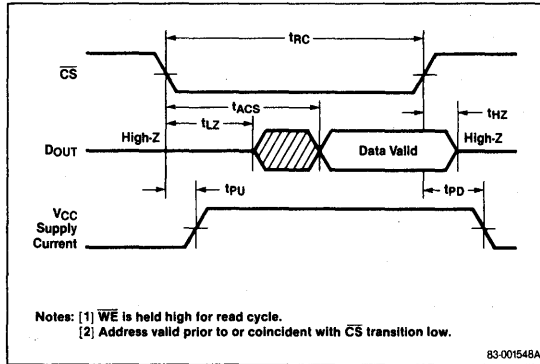 tRC
CS
tACS
tLZ
tHZ
High-Z
High-Z
DOUT
Data Valid
tPU
tPD
VCC
Supply
Current
Notes: [1] WE is held high for read cycle.
[2] Address valid prior to or coincident with CS transition low.
83-001548A